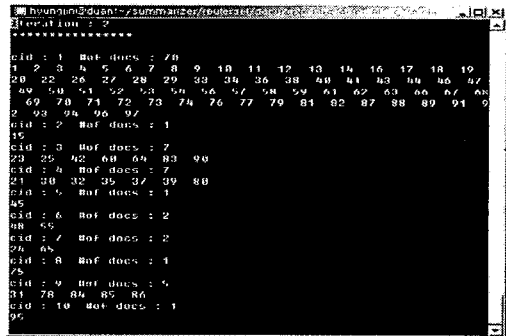 Iteration : 2
*****************
cid : 1 #of docs : 70
1 2 3 4 5 6 7 8 9 10 11 12 13 14 16 17 18 19
20 22 26 27 28 29 33 34 36 38 40 41 43 44 46 47
49 50 51 52 53 54 56 57 58 59 61 62 63 66 67 68
69 70 71 72 73 74 76 77 79 81 82 87 88 89 91 9
2 93 94 96 97
cid : 2 #of docs : 1
15
cid : 3 #of docs : 7
23 25 42 60 64 83 90
cid : 4 #of docs : 7
21 30 32 35 37 39 80
cid : 5 #of docs : 1
45
cid : 6 #of docs : 2
48 55
cid : 7 #of docs : 2
24 65
cid : 8 #of docs : 1
75
cid : 9 #of docs : 5
31 78 84 85 86
cid : 10 #of docs : 1
95